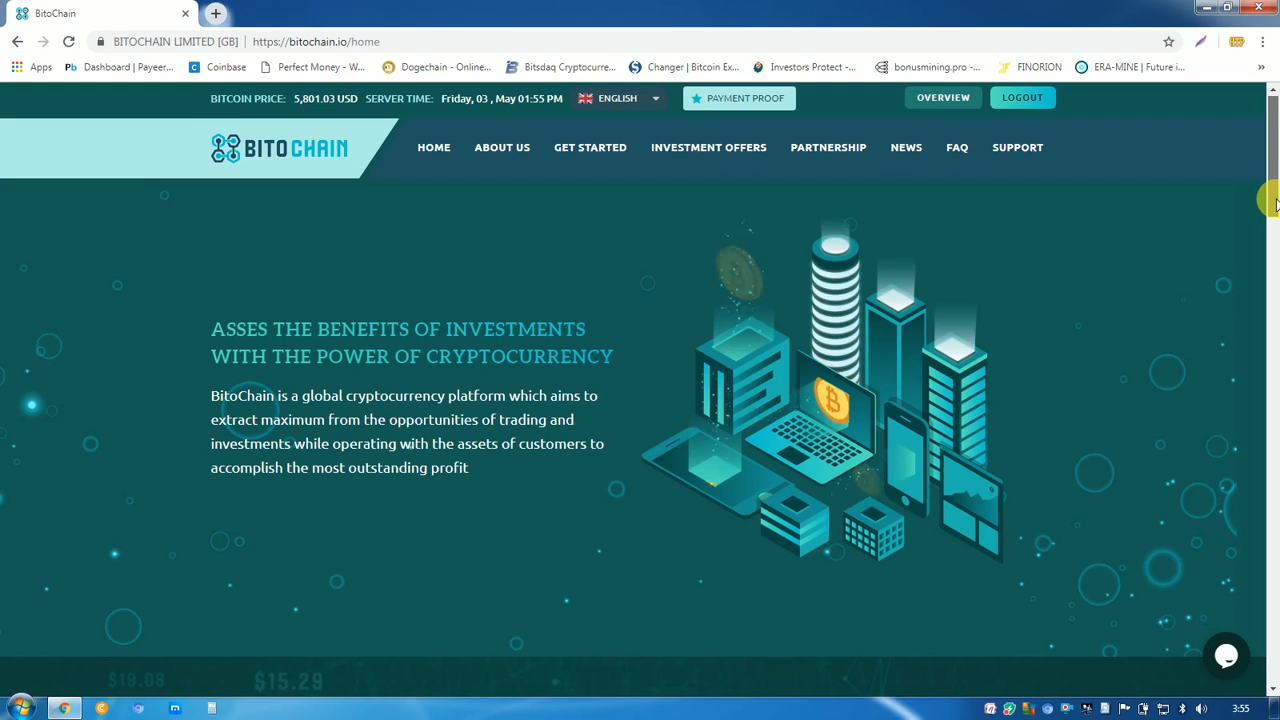 BitoChain
BITOCHAIN LIMITED [GB] https://bitochain.io/home
Apps Dashboard | Payeer... Coinbase Perfect Money - W... Dogechain - Online... Bitsdaq Cryptocurre... Changer | Bitcoin Ex... Investors Protect -... bonusmining.pro -... FINORION ERA-MINE | Future i... »
BITCOIN PRICE: 5,801.03 USD SERVER TIME: Friday, 03 , May 01:55 PM ENGLISH PAYMENT PROOF OVERVIEW LOGOUT
BITOCHAIN HOME ABOUT US GET STARTED INVESTMENT OFFERS PARTNERSHIP NEWS FAQ SUPPORT
ASSES THE BENEFITS OF INVESTMENTS
WITH THE POWER OF CRYPTOCURRENCY
BitoChain is a global cryptocurrency platform which aims to
extract maximum from the opportunities of trading and
investments while operating with the assets of customers to
accomplish the most outstanding profit
$19.08 $15.29
3:55